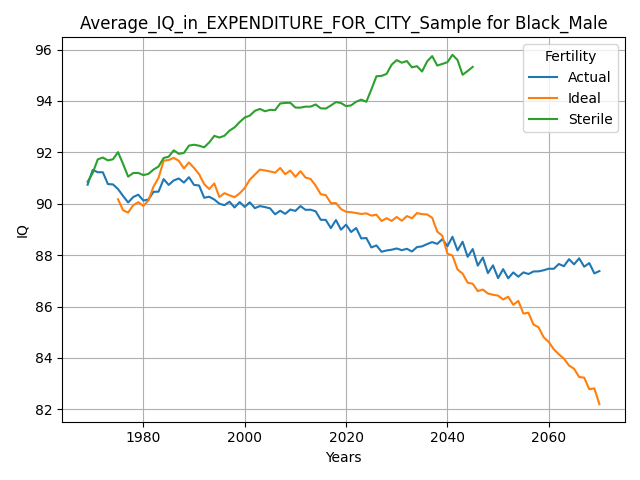 Average_IQ_in_EXPENDITURE_FOR_CITY_Sample for Black_Male
Fertility
Actual
Ideal
Sterile
IQ
96
94
92
90
88
86
84
82
1980 2000 2020 2040 2060
Years